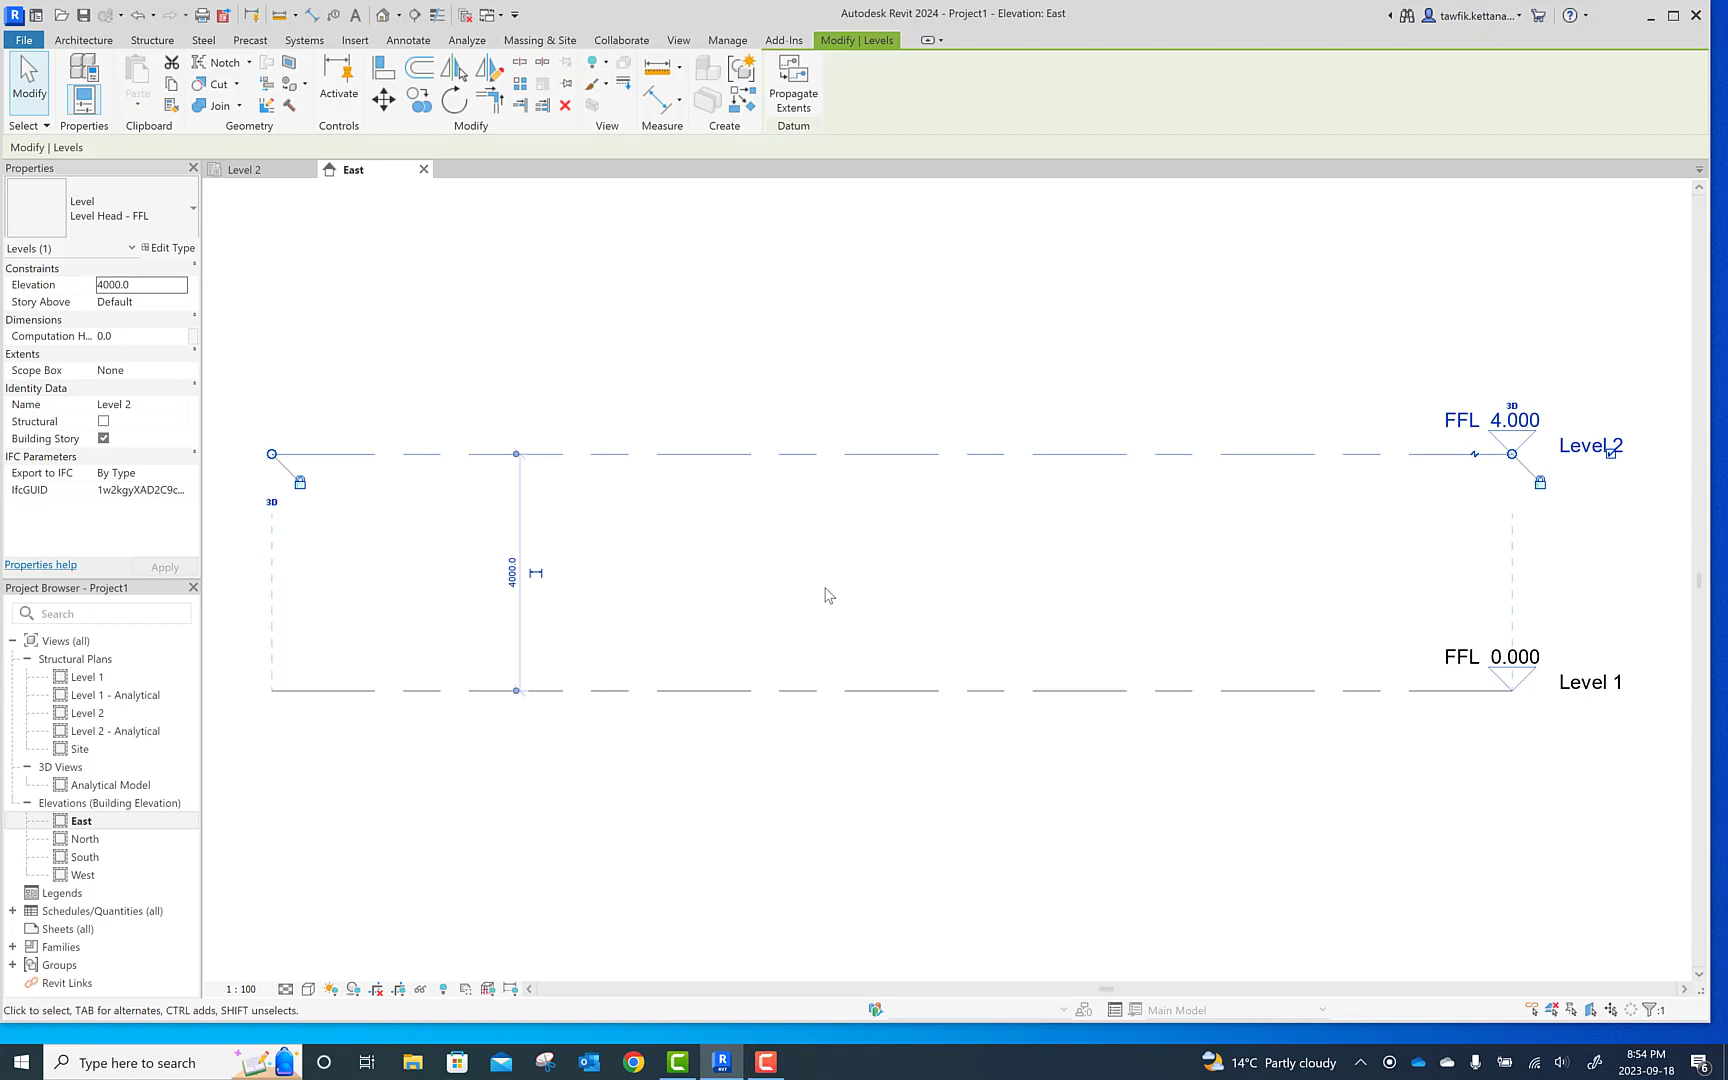 Autodesk Revit 2024 - Project1 - Elevation: East
tawfik.kettana...
File Architecture Structure Steel Precast Systems Insert Annotate Analyze Massing & Site Collaborate View Manage Add-Ins Modify | Levels
Modify
Paste
Notch
Cut
Join
Activate
Propagate
Extents
Select Properties Clipboard Geometry Controls Modify View Measure Create Datum
Modify | Levels
Properties
Level 2
East
Level
Level Head - FFL
Levels (1)
Edit Type
Constraints
Elevation 4000.0
Story Above Default
Dimensions
Computation H... 0.0
Extents
Scope Box None
Identity Data
Name Level 2
Structural
Building Story
IFC Parameters
Export to IFC By Type
IfcGUID 1w2kgyXAD2C9c...
Properties help
Apply
3D
FFL 4.000
Level 2
3D
4000.0
FFL 0.000
Level 1
Project Browser - Project1
Search
Views (all)
Structural Plans
Level 1
Level 1 - Analytical
Level 2
Level 2 - Analytical
Site
3D Views
Analytical Model
Elevations (Building Elevation)
East
North
South
West
Legends
Schedules/Quantities (all)
Sheets (all)
Families
Groups
Revit Links
1 : 100
Click to select, TAB for alternates, CTRL adds, SHIFT unselects.
Main Model
:1
Type here to search
14°C Partly cloudy
8:54 PM
2023-09-18
6